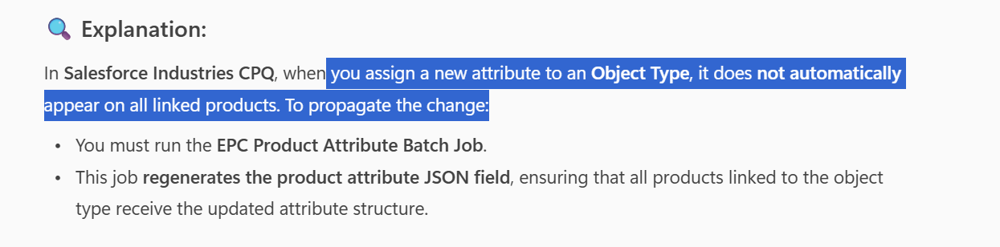 Explanation:
In Salesforce Industries CPQ, when you assign a new attribute to an Object Type, it does not automatically
appear on all linked products. To propagate the change:
• You must run the EPC Product Attribute Batch Job.
• This job regenerates the product attribute JSON field, ensuring that all products linked to the object
type receive the updated attribute structure.